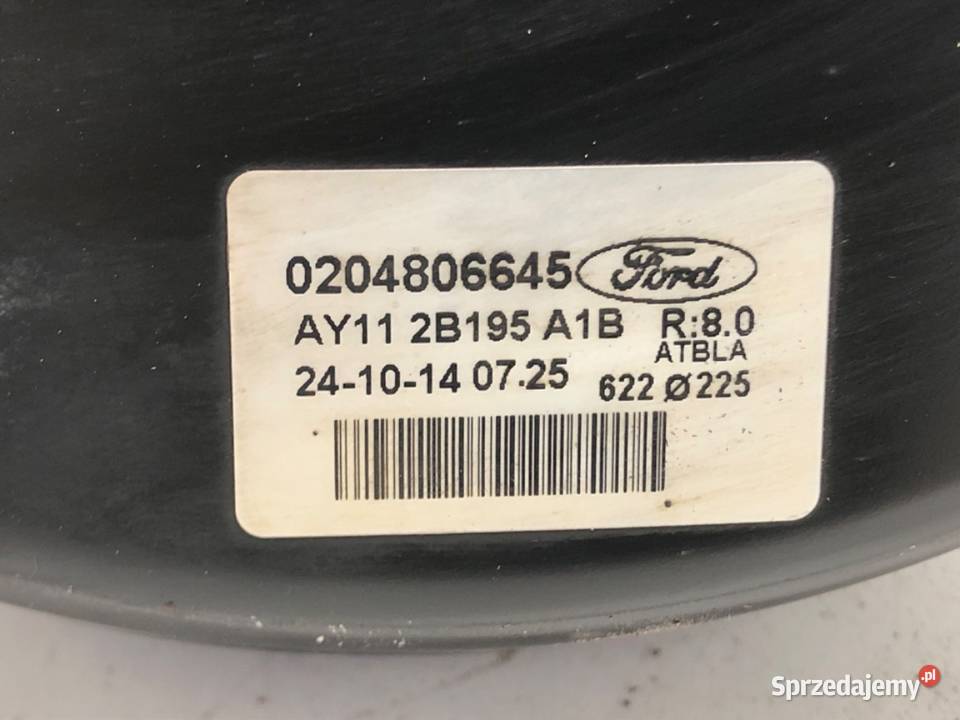 0204806645 Ford
AY11 2B195 A1B R:8.0
ATBLA
24-10-14 07.25 622 Ø225
Sprzedajemy.pl